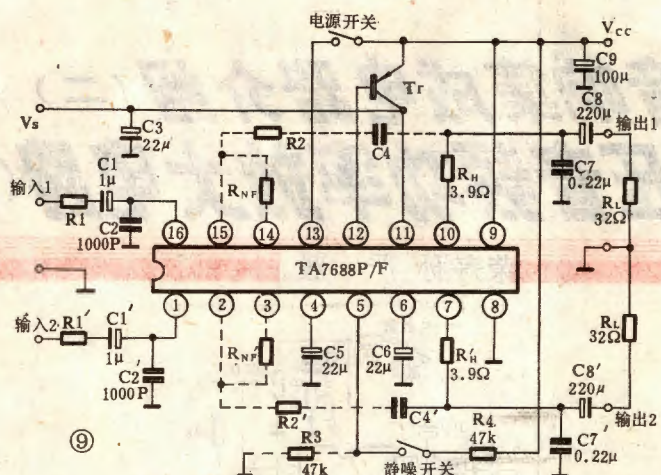 电源开关
Vcc
C9
100μ
Tr
C8
220μ
输出1
Vs
C3
22μ
R2
C4
C1
1μ
输入1
R1
C2
1000P
RNF
RH
3.9Ω
C7
0.22μ
RL
32Ω
16
15
14
13
12
11
10
9
TA7688P/F
1
2
3
4
5
6
7
8
输入2
R1'
C1'
1μ
C2'
1000P
RNF'
C5
22μ
C6
22μ
R'H
3.9Ω
RL
32Ω
C8'
220μ
输出2
R2'
C4'
R3
47k
静噪开关
R4
47k
C7'
0.22μ
⑨